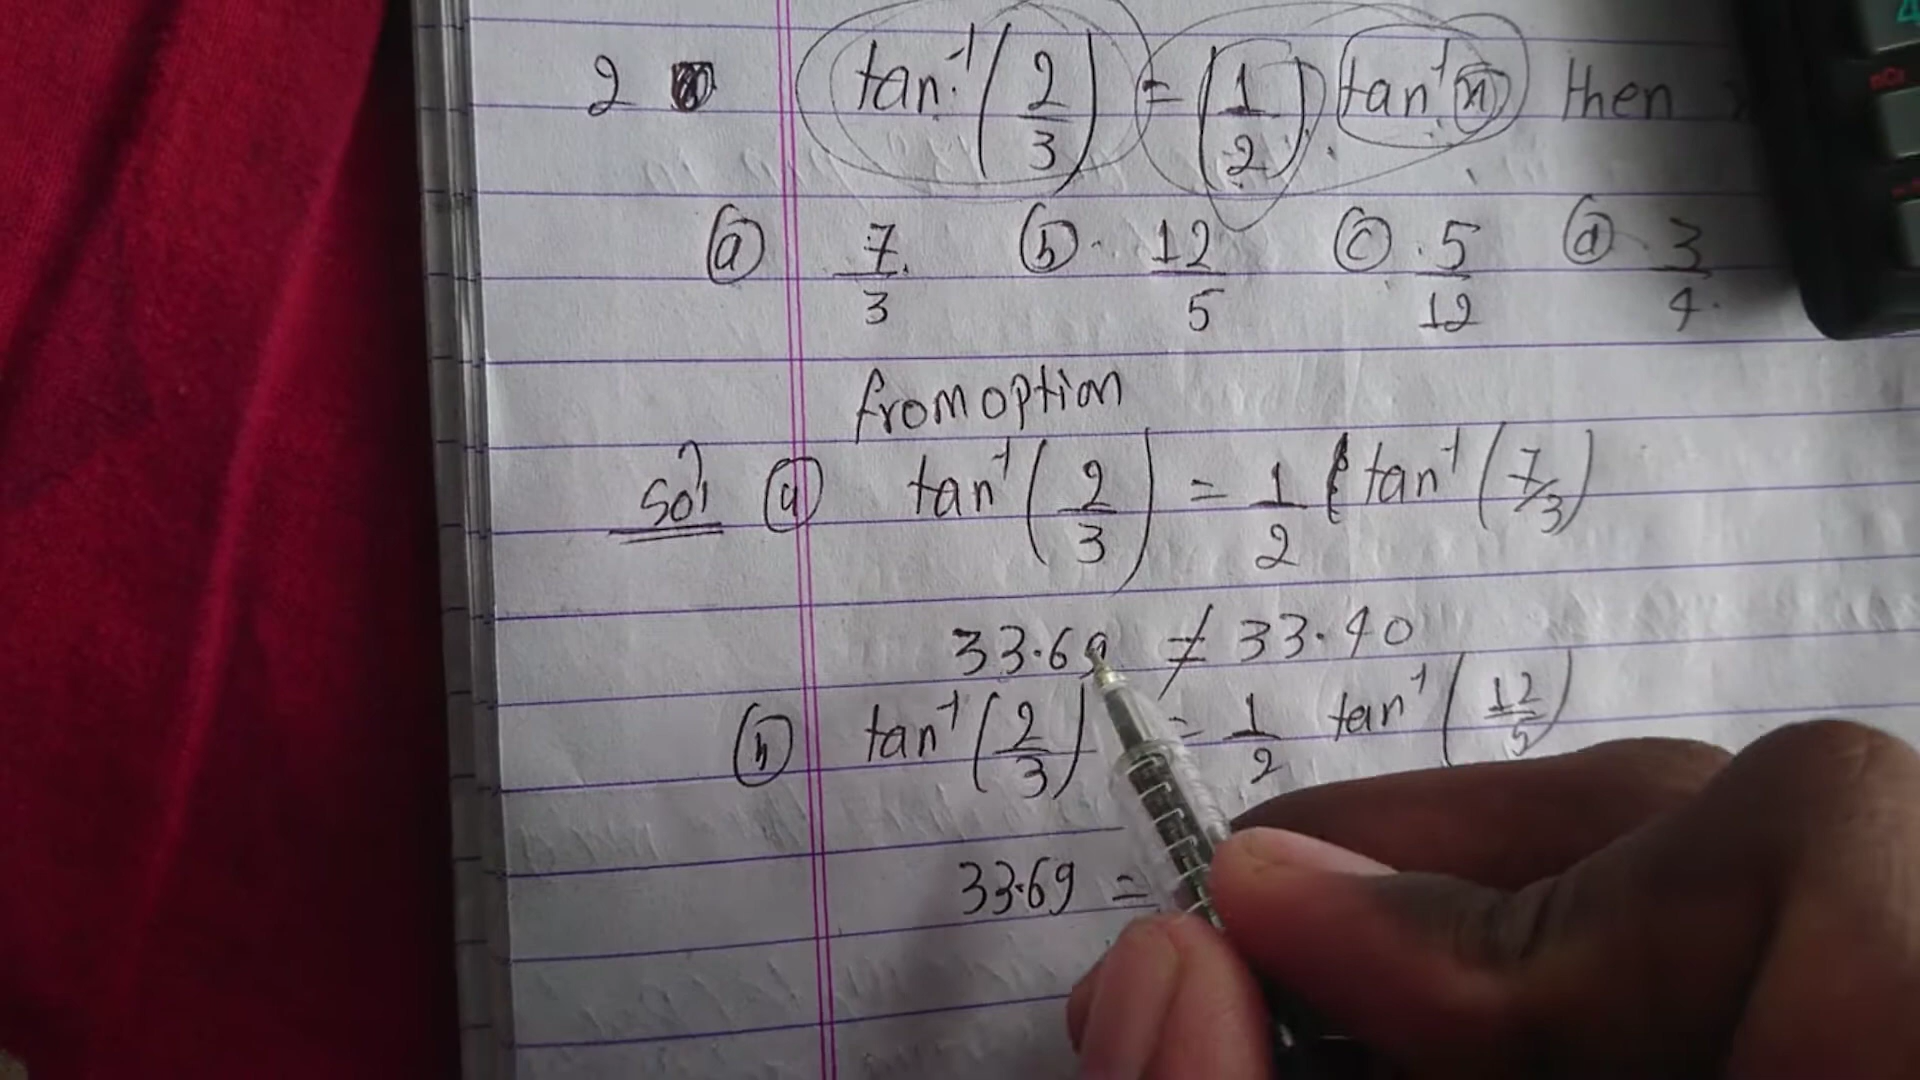 2 tan⁻¹(2/3) = (1/2) tan⁻¹(x) then
(a) 7/3 (b) 12/5 (c) 5/12 (d) 3/4
from option
Solⁿ (a) tan⁻¹(2/3) = 1/2 tan⁻¹(7/3)
33.69 ≠ 33.40
(b) tan⁻¹(2/3) = 1/2 tan⁻¹(12/5)
33.69 =